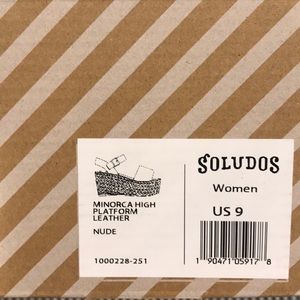 SOLUDOS
Women
US 9
MINORCA HIGH
PLATFORM
LEATHER
NUDE
1000228-251
1 90471 05917 8